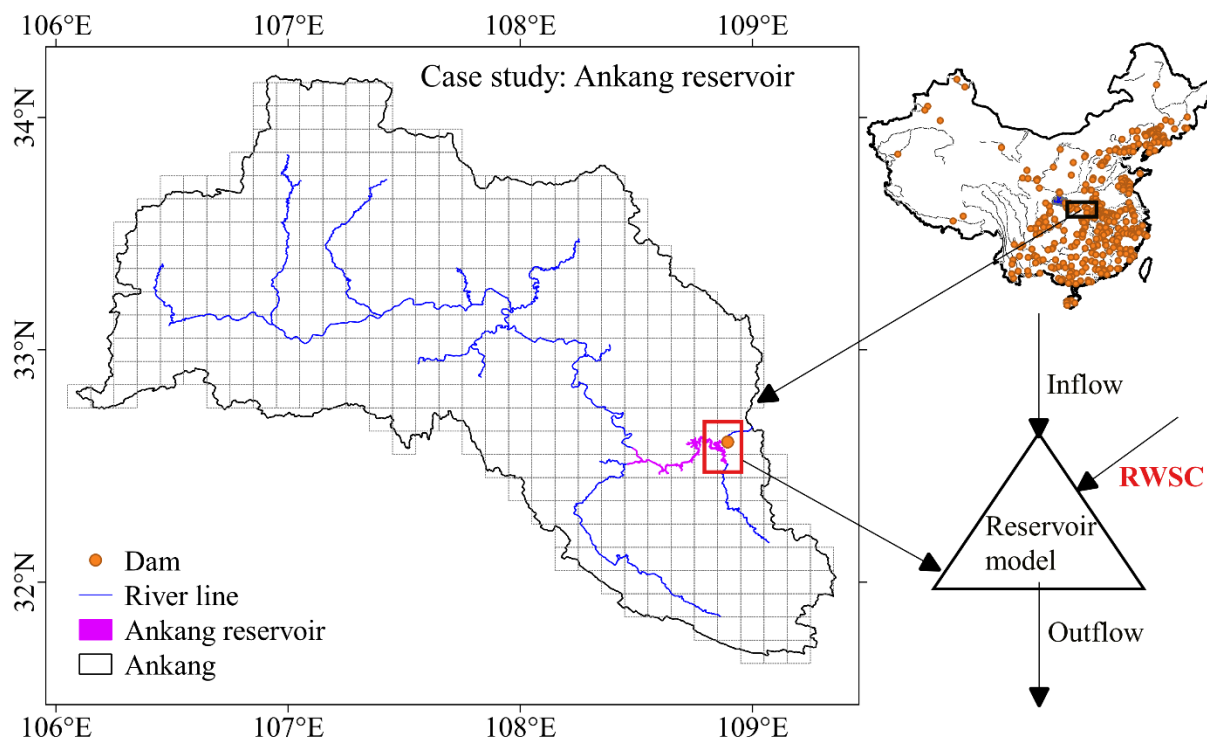 106°E
107°E
108°E
109°E
Case study: Ankang reservoir
34°N
33°N
32°N
Dam
River line
Ankang reservoir
Ankang
106°E
107°E
108°E
109°E
Inflow
RWSC
Reservoir
model
Outflow